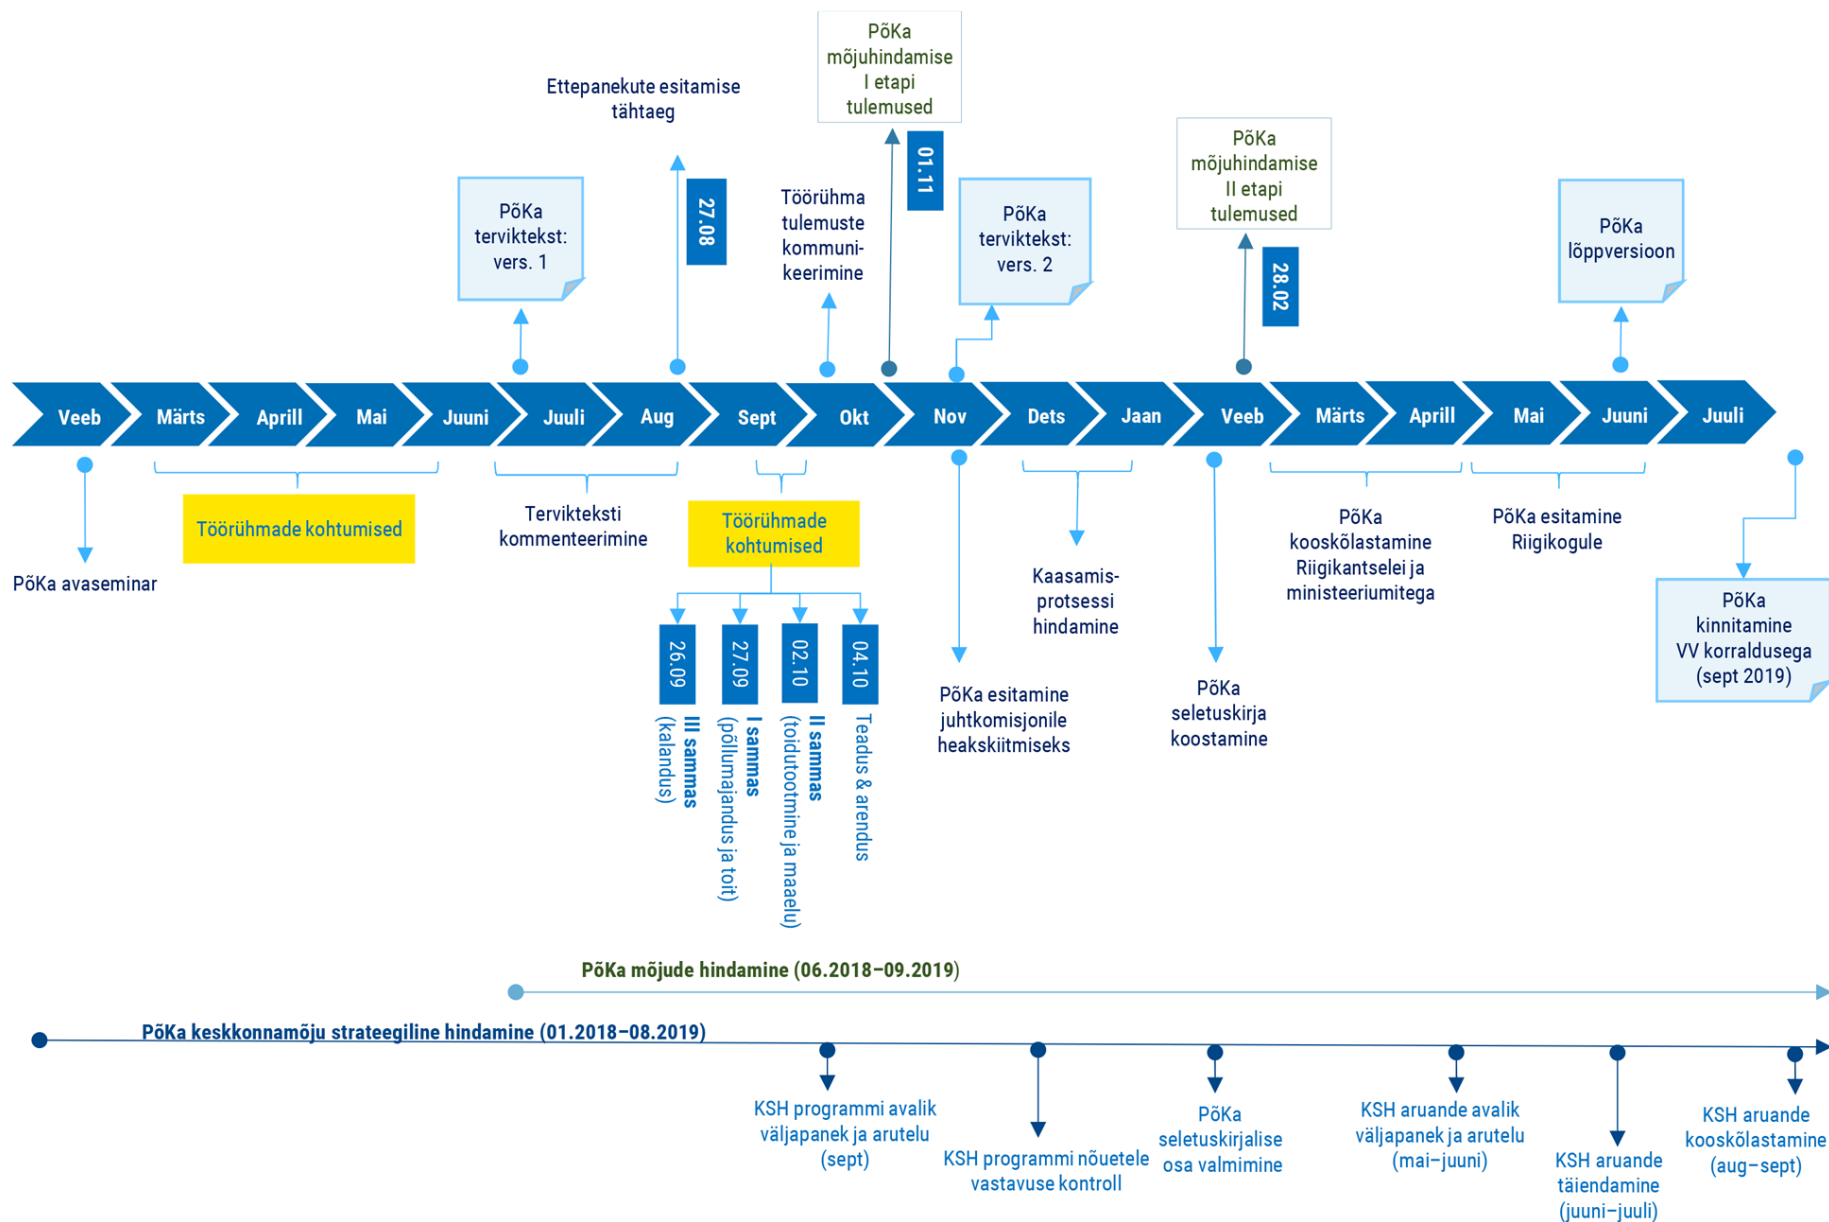 PõKa
mõjuhindamise
I etapi
tulemused
Ettepanekute esitamise
tähtaeg
01.11
PõKa
mõjuhindamise
II etapi
tulemused
27.08
Töörühma
tulemuste
kommuni-
keerimine
PõKa
terviktekst:
vers. 1
PõKa
terviktekst:
vers. 2
28.02
PõKa
lõppversioon
Veeb
Märts
Aprill
Mai
Juuni
Juuli
Aug
Sept
Okt
Nov
Dets
Jaan
Veeb
Märts
Aprill
Mai
Juuni
Juuli
PõKa avaseminar
Töörühmade kohtumised
Tervikteksti
kommenteerimine
Töörühmade
kohtumised
26.09
III sammas
(kalandus)
27.09
I sammas
(põllumajandus ja toit)
02.10
II sammas
(toidutootmine ja maaelu)
04.10
Teadus & arendus
PõKa esitamine
juhtkomisjonile
heakskiitmiseks
Kaasamis-
protsessi
hindamine
PõKa
seletuskirja
koostamine
PõKa
kooskõlastamine
Riigikantselei ja
ministeeriumitega
PõKa esitamine
Riigikogule
PõKa
kinnitamine
VV korraldusega
(sept 2019)
PõKa mõjude hindamine (06.2018–09.2019)
PõKa keskkonnamõju strateegiline hindamine (01.2018–08.2019)
KSH programmi avalik
väljapanek ja arutelu
(sept)
KSH programmi nõuetele
vastavuse kontroll
PõKa
seletuskirjalise
osa valmimine
KSH aruande avalik
väljapanek ja arutelu
(mai–juuni)
KSH aruande
täiendamine
(juuni–juuli)
KSH aruande
kooskõlastamine
(aug–sept)